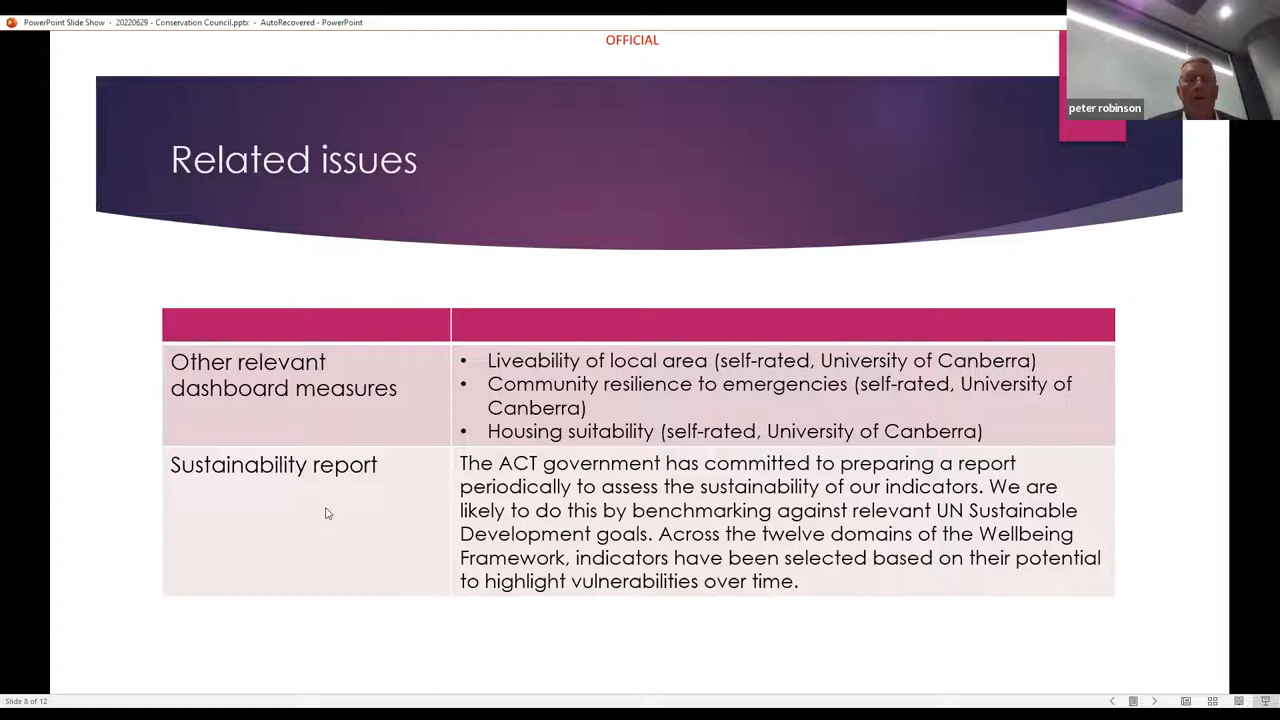 PowerPoint Slide Show - 20220629 - Conservation Council.pptx - AutoRecovered - PowerPoint
OFFICIAL
peter robinson
Related issues
Other relevant
dashboard measures
• Liveability of local area (self-rated, University of Canberra)
• Community resilience to emergencies (self-rated, University of
Canberra)
• Housing suitability (self-rated, University of Canberra)
Sustainability report
The ACT government has committed to preparing a report
periodically to assess the sustainability of our indicators. We are
likely to do this by benchmarking against relevant UN Sustainable
Development goals. Across the twelve domains of the Wellbeing
Framework, indicators have been selected based on their potential
to highlight vulnerabilities over time.
Slide 8 of 12